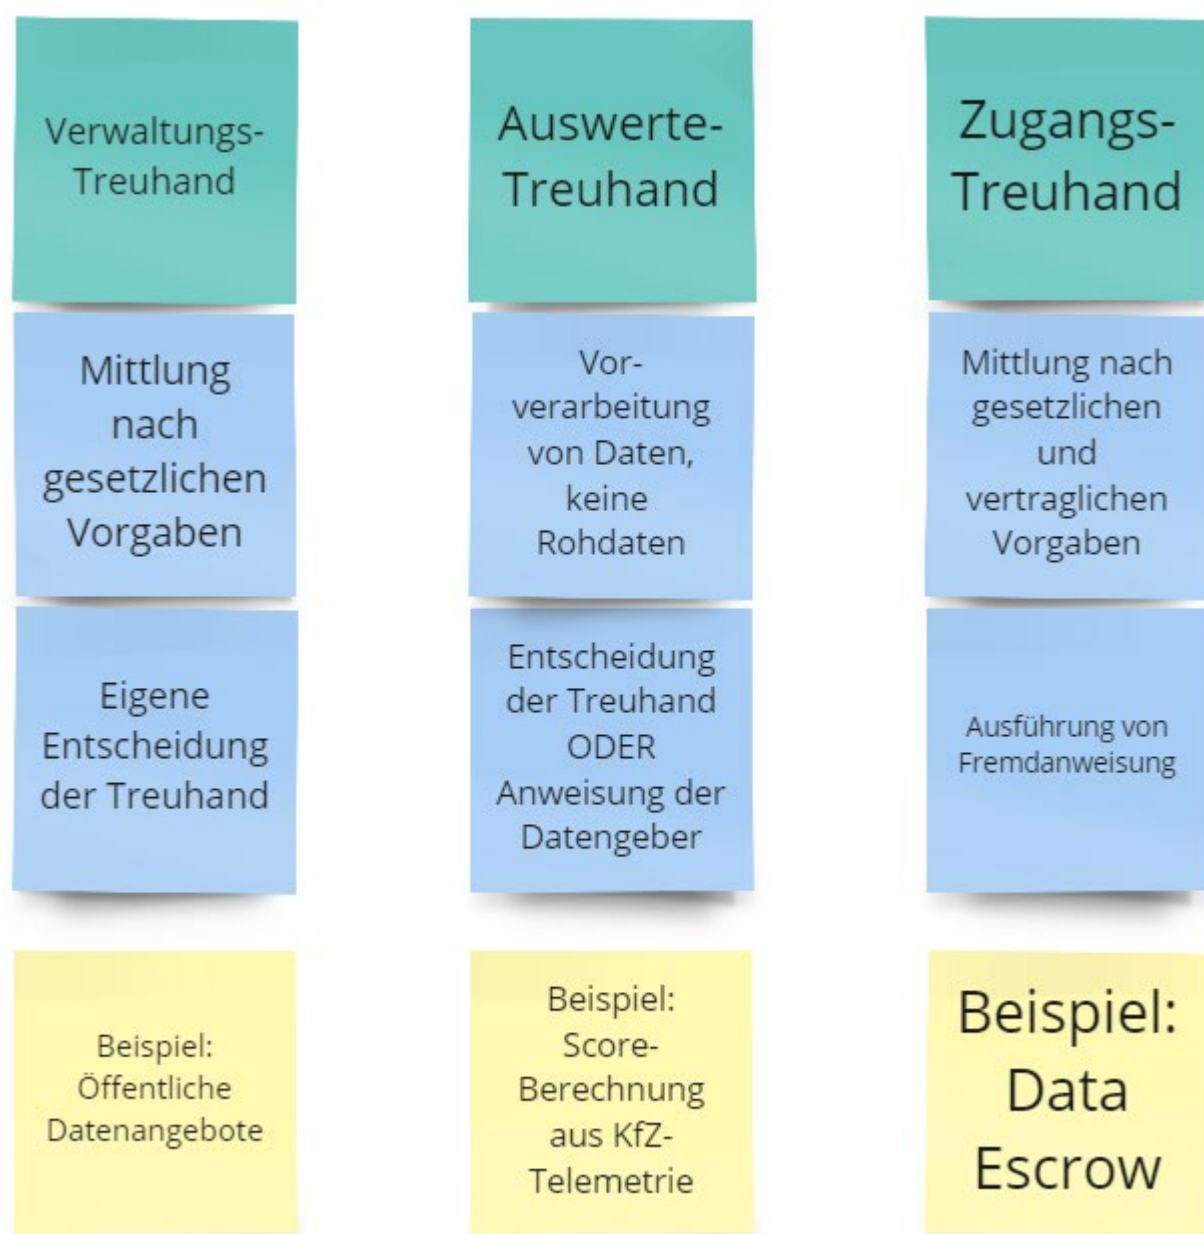 Verwaltungs-
Treuhand
Mittlung
nach
gesetzlichen
Vorgaben
Eigene
Entscheidung
der Treuhand
Beispiel:
Öffentliche
Datenangebote
Auswerte-
Treuhand
Vor-
verarbeitung
von Daten,
keine
Rohdaten
Entscheidung
der Treuhand
ODER
Anweisung der
Datengeber
Beispiel:
Score-
Berechnung
aus KfZ-
Telemetrie
Zugangs-
Treuhand
Mittlung nach
gesetzlichen
und
vertraglichen
Vorgaben
Ausführung von
Fremdanweisung
Beispiel:
Data
Escrow